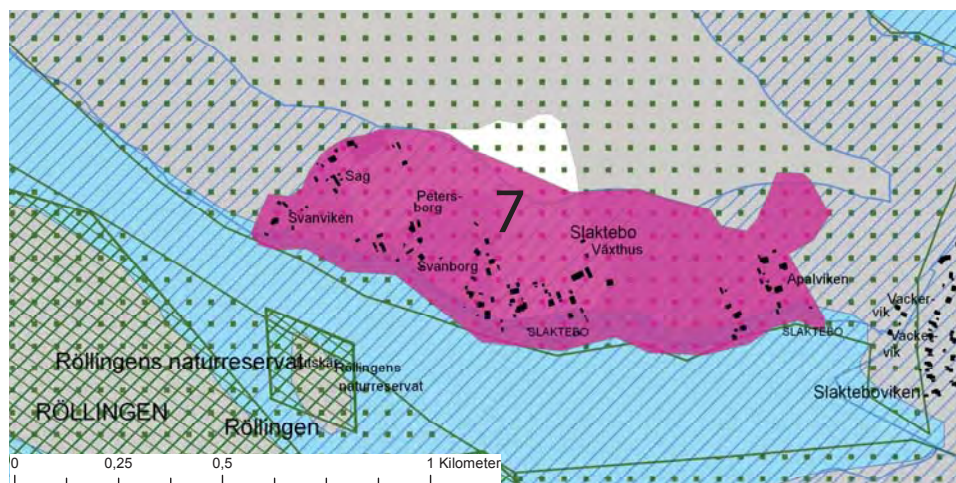 Sag
Peters-
borg
Svanviken
7
Slaktebo
Växthus
Svanborg
Apalviken
SLAKTEBO
SLAKTEBO
Vacker-
vik
Vacker-
vik
Röllingens naturreservat
Röllingens
naturreservat
Slakteboviken
RÖLLINGEN
Röllingen
0 0,25 0,5 1 Kilometer